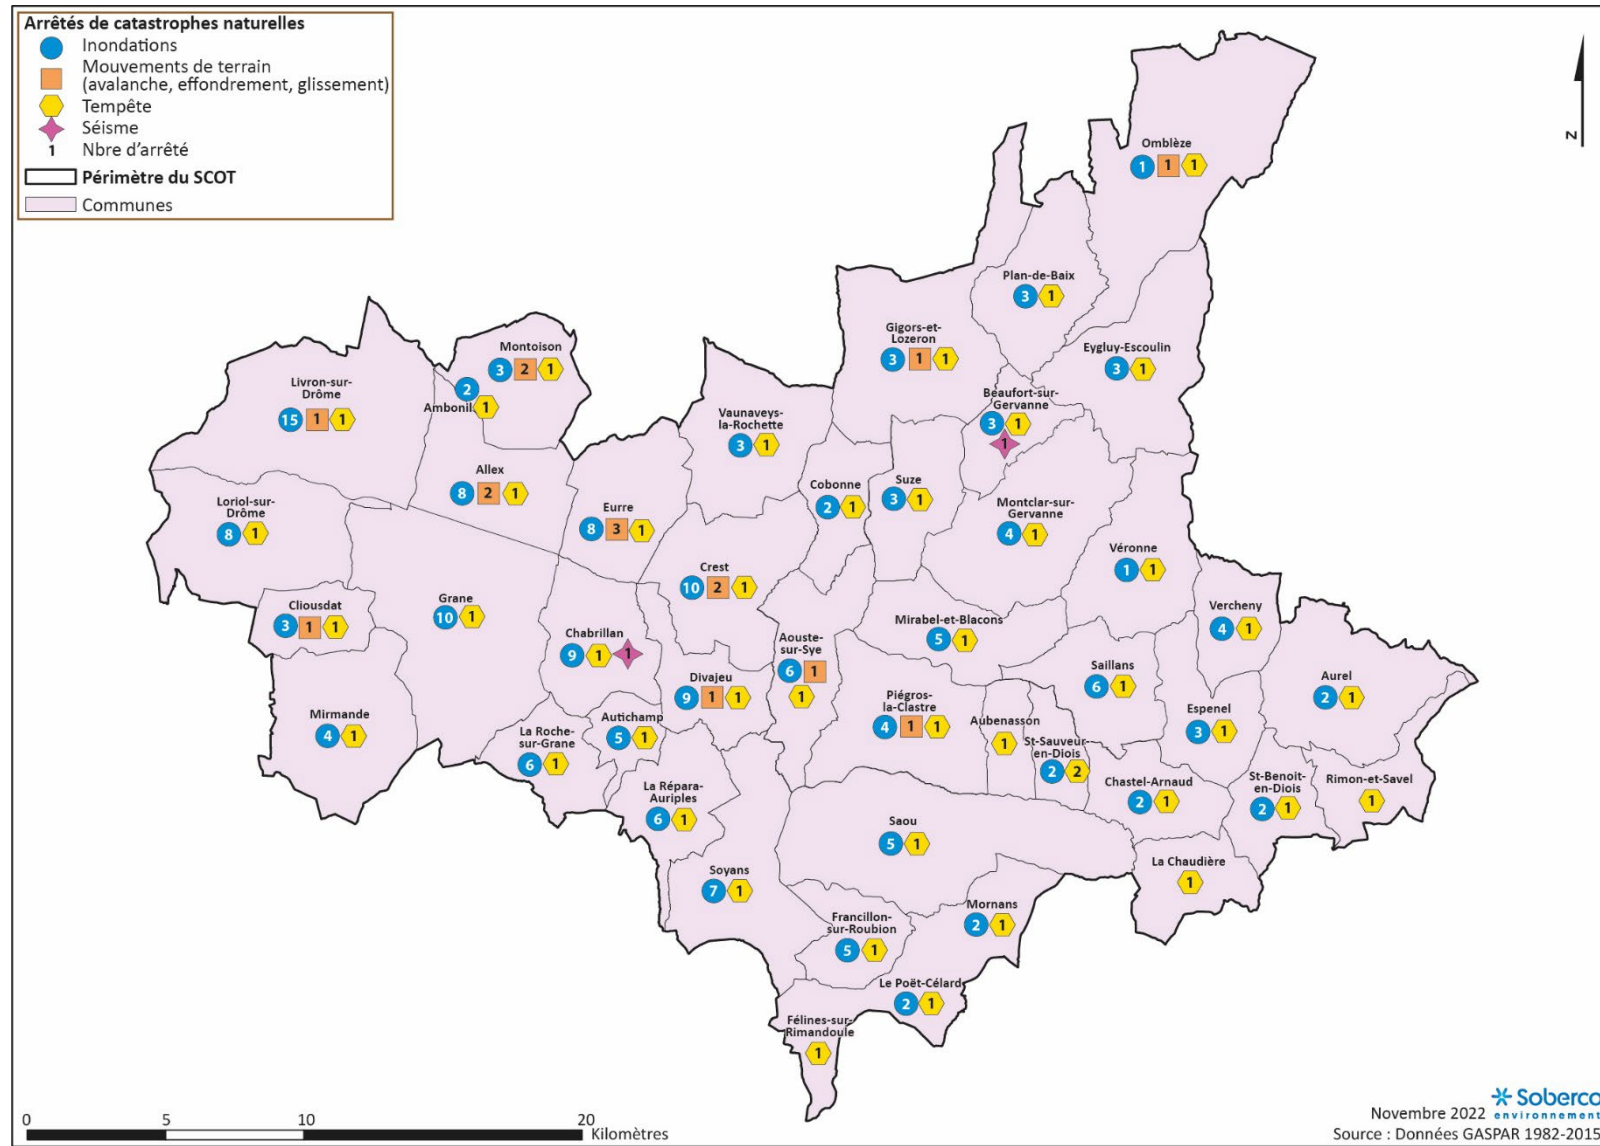 Arrêtés de catastrophes naturelles
Inondations
Mouvements de terrain
(avalanche, effondrement, glissement)
Tempête
Séisme
1 Nbre d'arrêté
Périmètre du SCOT
Communes
N
Omblèze
1 1 1
Plan-de-Baix
3 1
Gigors-et-
Lozeron
3 1 1
Eygluy-Escoulin
3 1
Beaufort-sur-
Gervanne
3 1
1
Montoison
3 2 1
2
Ambonil 1
Livron-sur-
Drôme
15 1 1
Vaunaveys-
la-Rochette
3 1
Allex
8 2 1
Cobonne
2 1
Suze
3 1
Montclar-sur-
Gervanne
4 1
Loriol-sur-
Drôme
8 1
Eurre
8 3 1
Véronne
1 1
Crest
10 2 1
Cliousdat
3 1 1
Grane
10 1
Chabrillan
9 1 1
Mirabel-et-Blacons
5 1
Vercheny
4 1
Aouste-
sur-Sye
6 1
1
Divajeu
9 1 1
Saillans
6 1
Aurel
2 1
Mirmande
4 1
La Roche-
sur-Grane
6 1
Autichamp
5 1
Piégros-
la-Clastre
4 1 1
Aubenasson
1
St-Sauveur-
en-Diois
2 2
Espenel
3 1
Chastel-Arnaud
2 1
St-Benoit-
en-Diois
2 1
Rimon-et-Savel
1
La Répara-
Auriples
6 1
Saou
5 1
La Chaudière
1
Soyans
7 1
Francillon-
sur-Roubion
5 1
Mornans
2 1
Le Poët-Célard
2 1
Félines-sur-
Rimandoule
1
0 5 10 20
Kilomètres
Soberco
Novembre 2022 environnement
Source : Données GASPAR 1982-2015